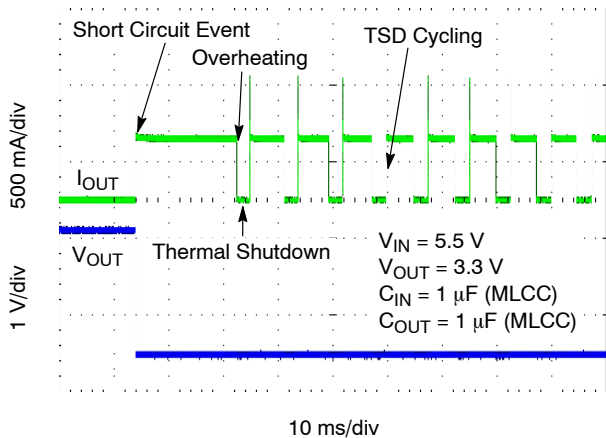 Short Circuit Event
Overheating
TSD Cycling
500 mA/div
I_OUT
V_OUT
Thermal Shutdown
1 V/div
V_IN = 5.5 V
V_OUT = 3.3 V
C_IN = 1 μF (MLCC)
C_OUT = 1 μF (MLCC)
10 ms/div